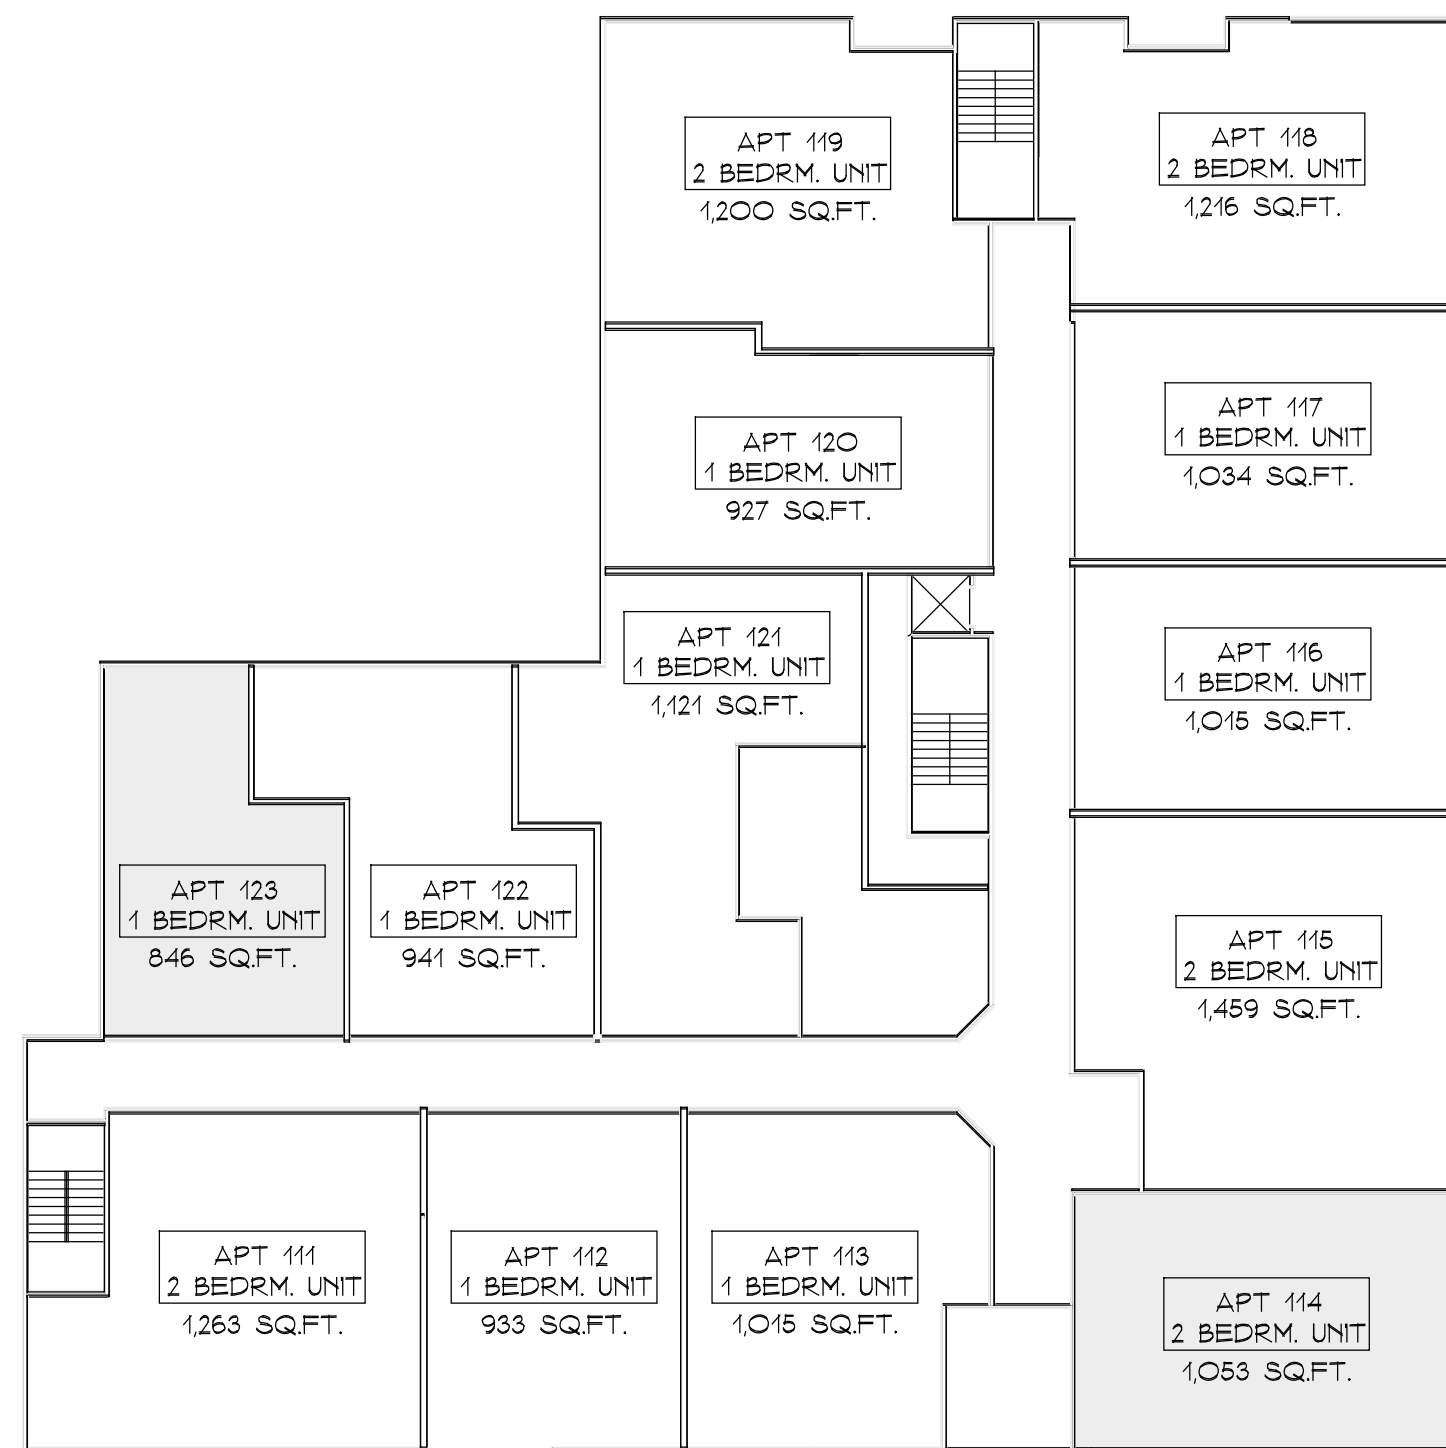 APT 119
2 BEDRM. UNIT
1,200 SQ.FT.
APT 118
2 BEDRM. UNIT
1,216 SQ.FT.
APT 117
1 BEDRM. UNIT
1,034 SQ.FT.
APT 120
1 BEDRM. UNIT
927 SQ.FT.
APT 121
1 BEDRM. UNIT
1,121 SQ.FT.
APT 116
1 BEDRM. UNIT
1,015 SQ.FT.
APT 123
1 BEDRM. UNIT
846 SQ.FT.
APT 122
1 BEDRM. UNIT
941 SQ.FT.
APT 115
2 BEDRM. UNIT
1,459 SQ.FT.
APT 111
2 BEDRM. UNIT
1,263 SQ.FT.
APT 112
1 BEDRM. UNIT
933 SQ.FT.
APT 113
1 BEDRM. UNIT
1,015 SQ.FT.
APT 114
2 BEDRM. UNIT
1,053 SQ.FT.